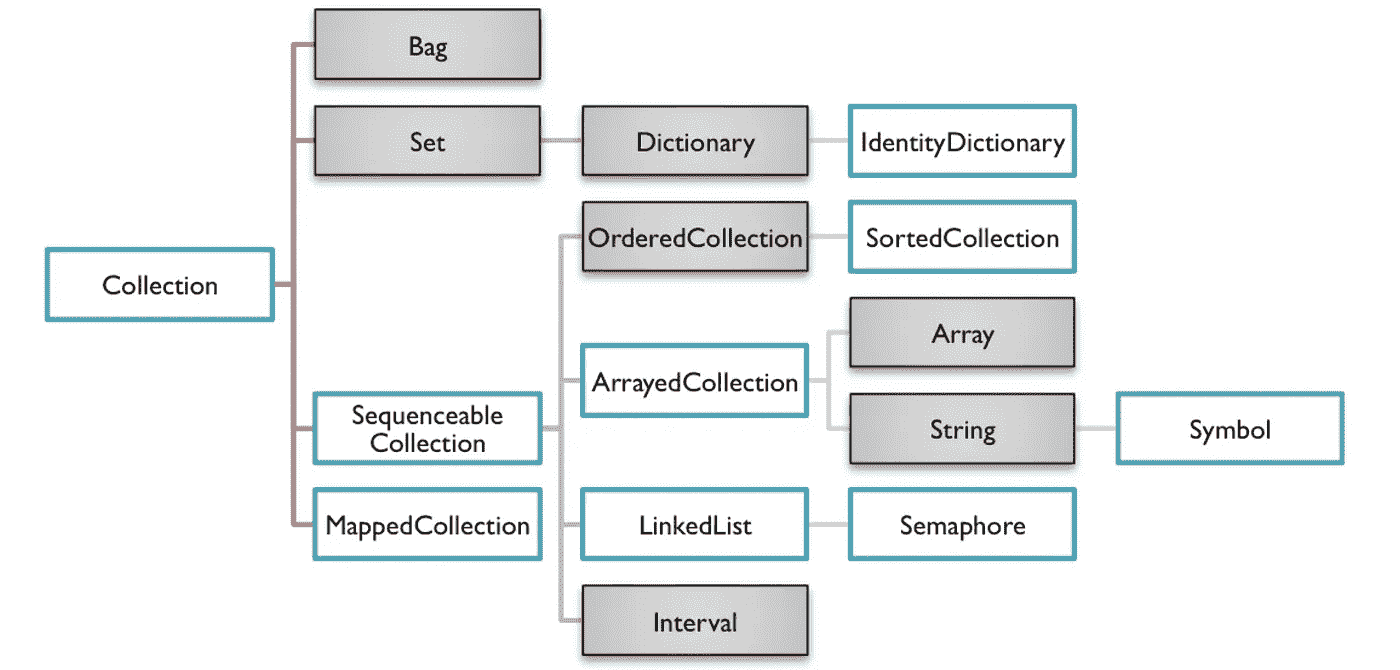 Bag
Set
Dictionary
IdentityDictionary
OrderedCollection
SortedCollection
Collection
Array
ArrayedCollection
Sequenceable
Collection
String
Symbol
MappedCollection
LinkedList
Semaphore
Interval